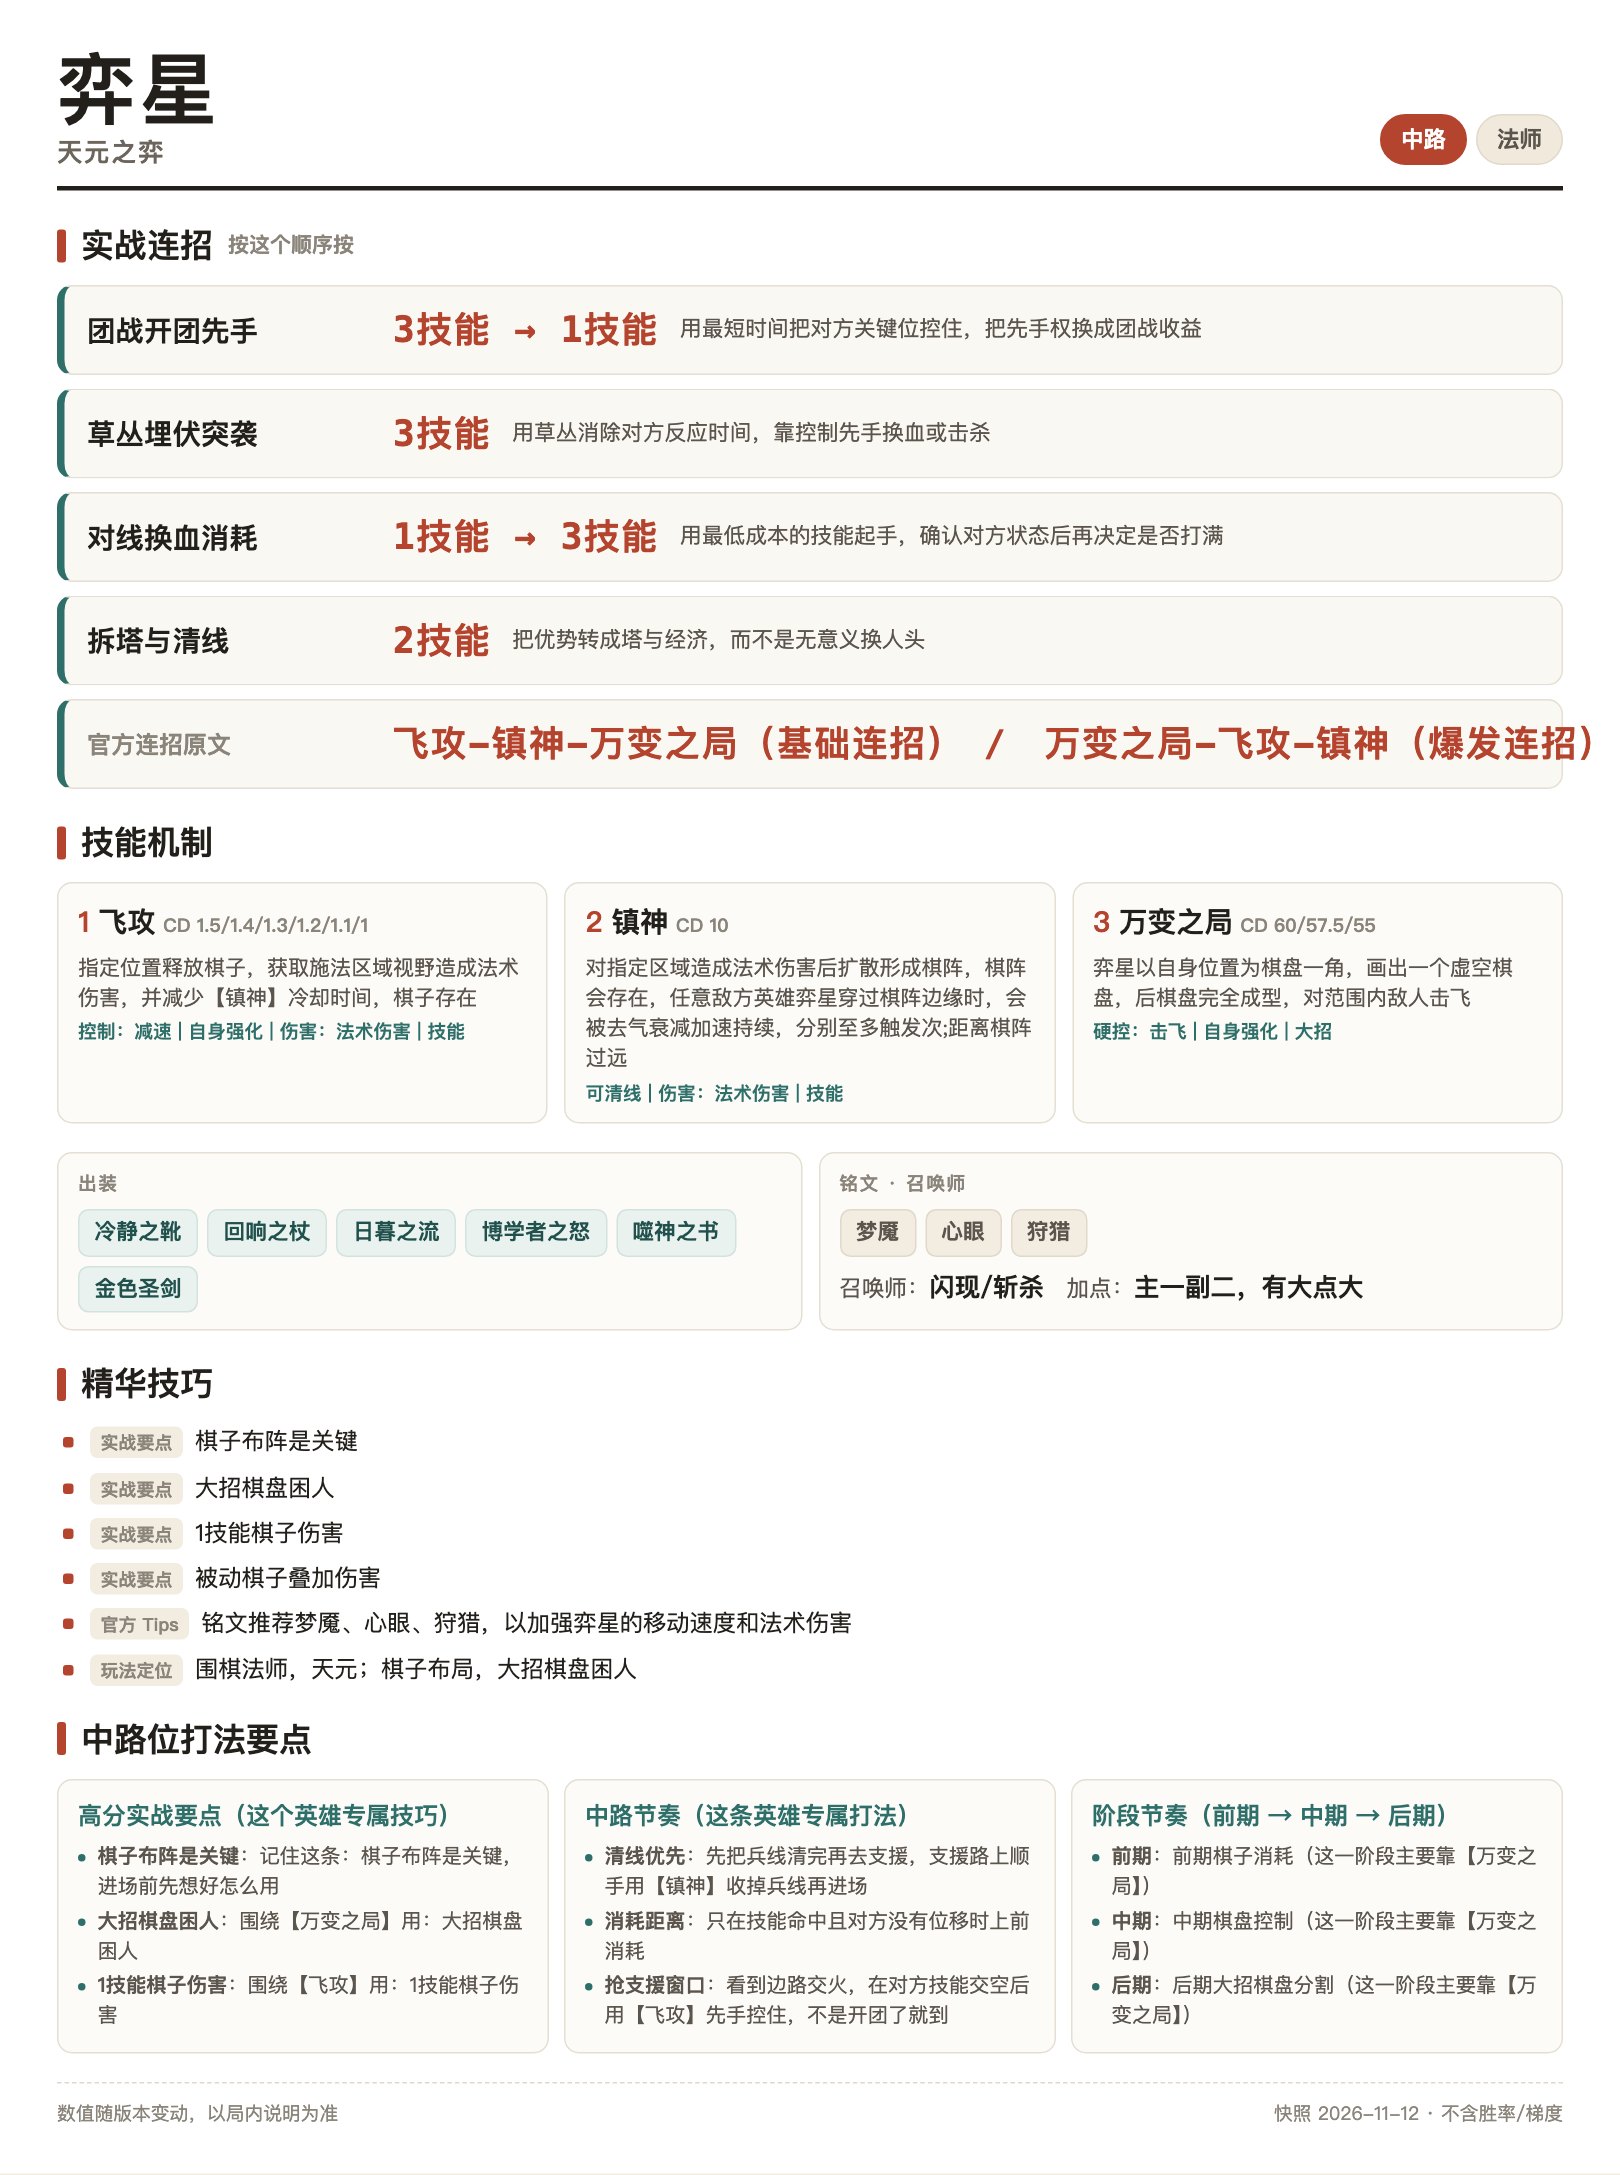 弈星
天元之弈
中路
法师
实战连招 按这个顺序按
团战开团先手 3技能 → 1技能 用最短时间把对方关键位控住，把先手权换成团战收益
草丛埋伏突袭 3技能 用草丛消除对方反应时间，靠控制先手换血或击杀
对线换血消耗 1技能 → 3技能 用最低成本的技能起手，确认对方状态后再决定是否打满
拆塔与清线 2技能 把优势转成塔与经济，而不是无意义换人头
官方连招原文 飞攻–镇神–万变之局（基础连招） / 万变之局–飞攻–镇神（爆发连招）
技能机制
1 飞攻 CD 1.5/1.4/1.3/1.2/1.1/1
指定位置释放棋子，获取施法区域视野造成法术
伤害，并减少【镇神】冷却时间，棋子存在
控制：减速 | 自身强化 | 伤害：法术伤害 | 技能
2 镇神 CD 10
对指定区域造成法术伤害后扩散形成棋阵，棋阵
会存在，任意敌方英雄弈星穿过棋阵边缘时，会
被去气衰减加速持续，分别至多触发次;距离棋阵
过远
可清线 | 伤害：法术伤害 | 技能
3 万变之局 CD 60/57.5/55
弈星以自身位置为棋盘一角，画出一个虚空棋
盘，后棋盘完全成型，对范围内敌人击飞
硬控：击飞 | 自身强化 | 大招
出装
冷静之靴 回响之杖 日暮之流 博学者之怒 噬神之书
金色圣剑
铭文 · 召唤师
梦魇 心眼 狩猎
召唤师：闪现/斩杀 加点：主一副二，有大点大
精华技巧
实战要点 棋子布阵是关键
实战要点 大招棋盘困人
实战要点 1技能棋子伤害
实战要点 被动棋子叠加伤害
官方 Tips 铭文推荐梦魇、心眼、狩猎，以加强弈星的移动速度和法术伤害
玩法定位 围棋法师，天元；棋子布局，大招棋盘困人
中路位打法要点
高分实战要点（这个英雄专属技巧）
棋子布阵是关键：记住这条：棋子布阵是关键，
进场前先想好怎么用
大招棋盘困人：围绕【万变之局】用：大招棋盘
困人
1技能棋子伤害：围绕【飞攻】用：1技能棋子伤
害
中路节奏（这条英雄专属打法）
清线优先：先把兵线清完再去支援，支援路上顺
手用【镇神】收掉兵线再进场
消耗距离：只在技能命中且对方没有位移时上前
消耗
抢支援窗口：看到边路交火，在对方技能交空后
用【飞攻】先手控住，不是开团了就到
阶段节奏（前期 → 中期 → 后期）
前期：前期棋子消耗（这一阶段主要靠【万变之
局】）
中期：中期棋盘控制（这一阶段主要靠【万变之
局】）
后期：后期大招棋盘分割（这一阶段主要靠【万
变之局】）
数值随版本变动，以局内说明为准
快照 2026–11–12 · 不含胜率/梯度